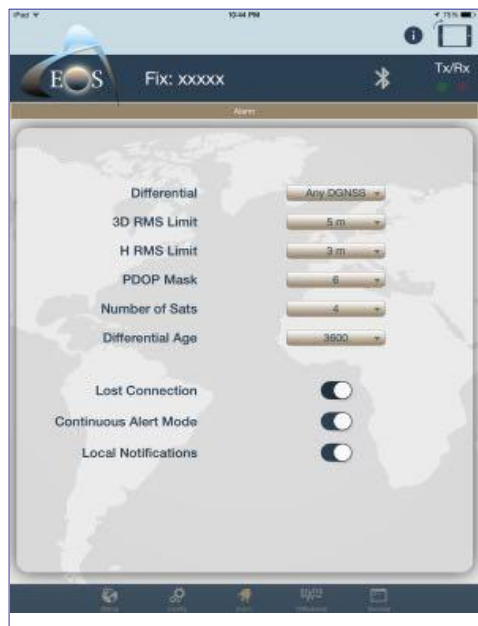 iPad
10:44 PM
75%
EOS
Fix: xxxxx
Tx/Rx
Alarm
Differential
Any DGNSS
3D RMS Limit
5 m
H RMS Limit
3 m
PDOP Mask
6
Number of Sats
4
Differential Age
3600
Lost Connection
Continuous Alert Mode
Local Notifications